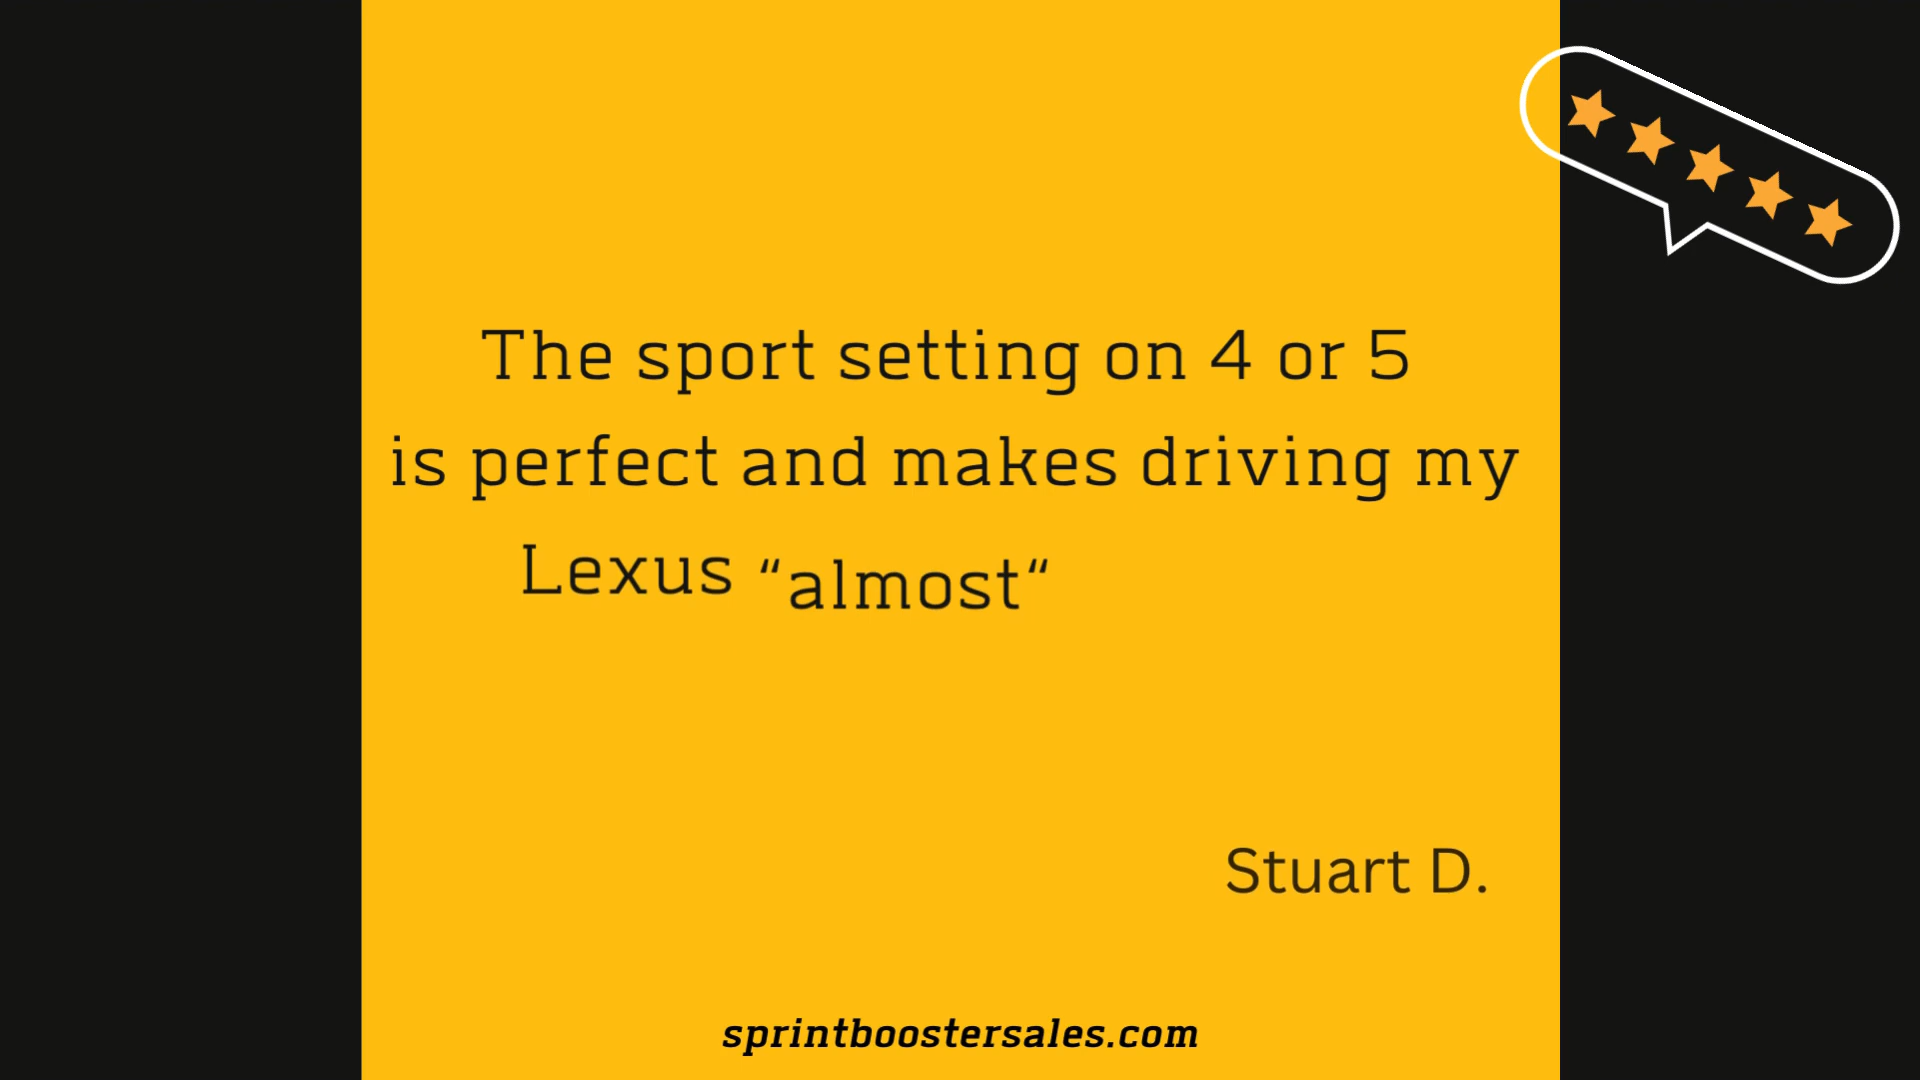 The sport setting on 4 or 5
is perfect and makes driving my
Lexus “almost“
Stuart D.
sprintboostersales.com